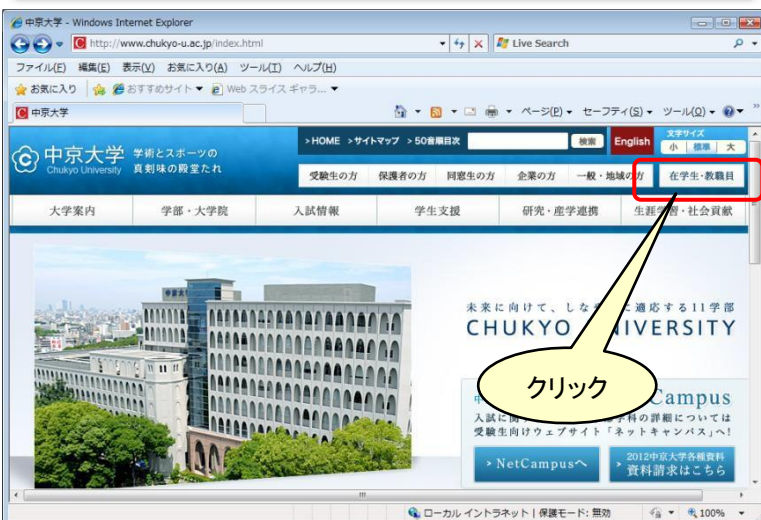 中京大学 - Windows Internet Explorer
http://www.chukyo-u.ac.jp/index.html
Live Search
ファイル(F) 編集(E) 表示(V) お気に入り(A) ツール(T) ヘルプ(H)
お気に入り おすすめサイト ▼ Web スライス ギャラ... ▼
中京大学
ページ(P) セーフティ(S) ツール(O)
>HOME >サイトマップ >50音順目次 検索 English 文字サイズ
小 標準 大
中京大学 学術とスポーツの
Chukyo University 真剣味の殿堂たれ
受験生の方 保護者の方 同窓生の方 企業の方 一般・地域の方 在学生・教職員
大学案内 学部・大学院 入試情報 学生支援 研究・産学連携 生涯学習・社会貢献
未来に向けて、しな に適応する11学部
CHUKYO NIVERSITY
クリック
Campus
入試に 学科の詳細については
受験生向けウェブサイト「ネットキャンパス」へ!
> NetCampusへ
> 2012中京大学各種資料
資料請求はこちら
ローカル イントラネット | 保護モード: 無効 100%